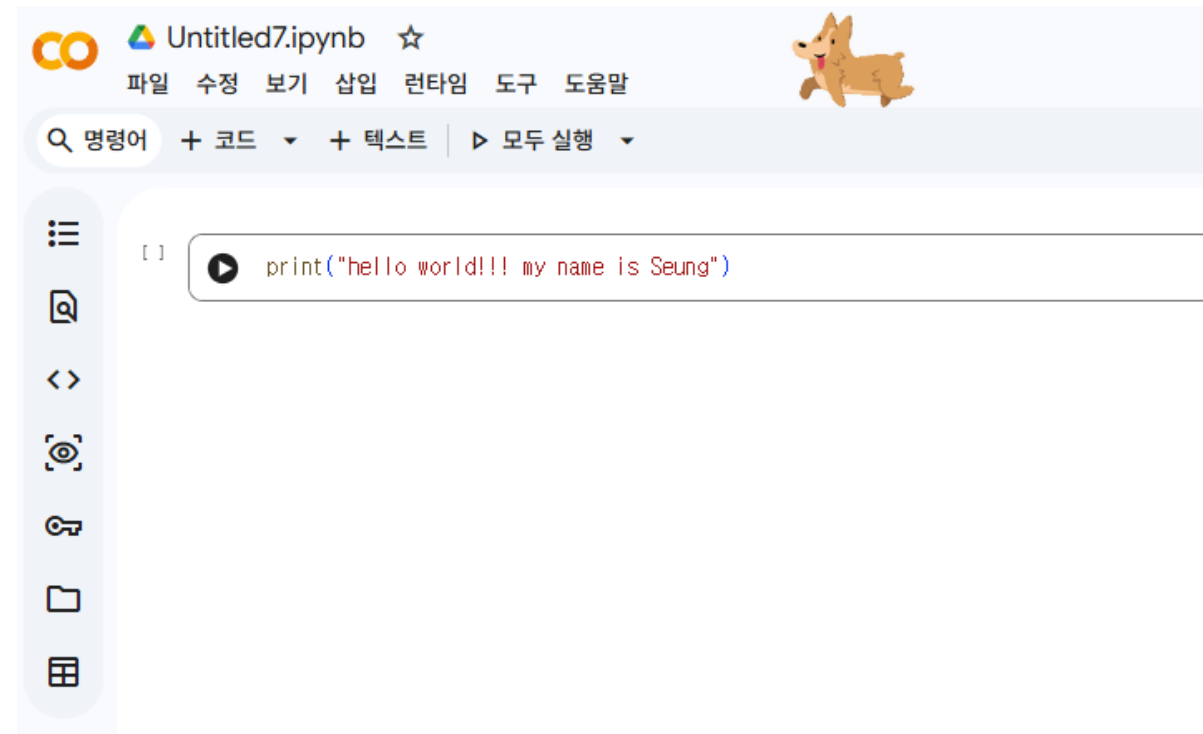 Untitled7.ipynb
파일 수정 보기 삽입 런타임 도구 도움말
명령어 + 코드 + 텍스트 모두 실행
[ ] print("hello world!!! my name is Seung")